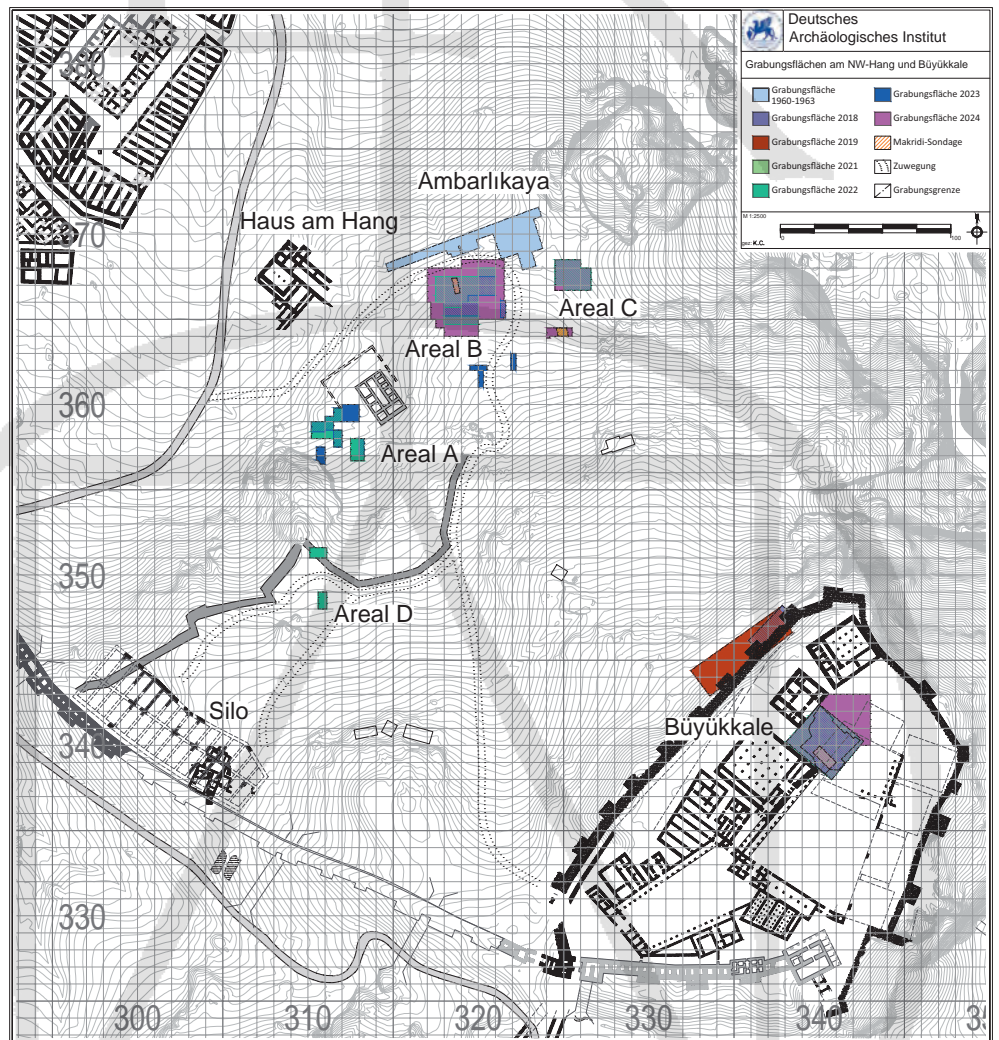 Deutsches
Archäologisches Institut
Grabungsflächen am NW-Hang und Büyükkale
Grabungsfläche
1960-1963
Grabungsfläche 2018
Grabungsfläche 2019
Grabungsfläche 2021
Grabungsfläche 2022
Grabungsfläche 2023
Grabungsfläche 2024
Makridi-Sondage
Zuwegung
Grabungsgrenze
M 1:2500
0
100
N
gez: K.C.
380
370
360
350
340
330
Ambarlıkaya
Haus am Hang
Areal C
Areal B
Areal A
Areal D
Silo
Büyükkale
300
310
320
330
340